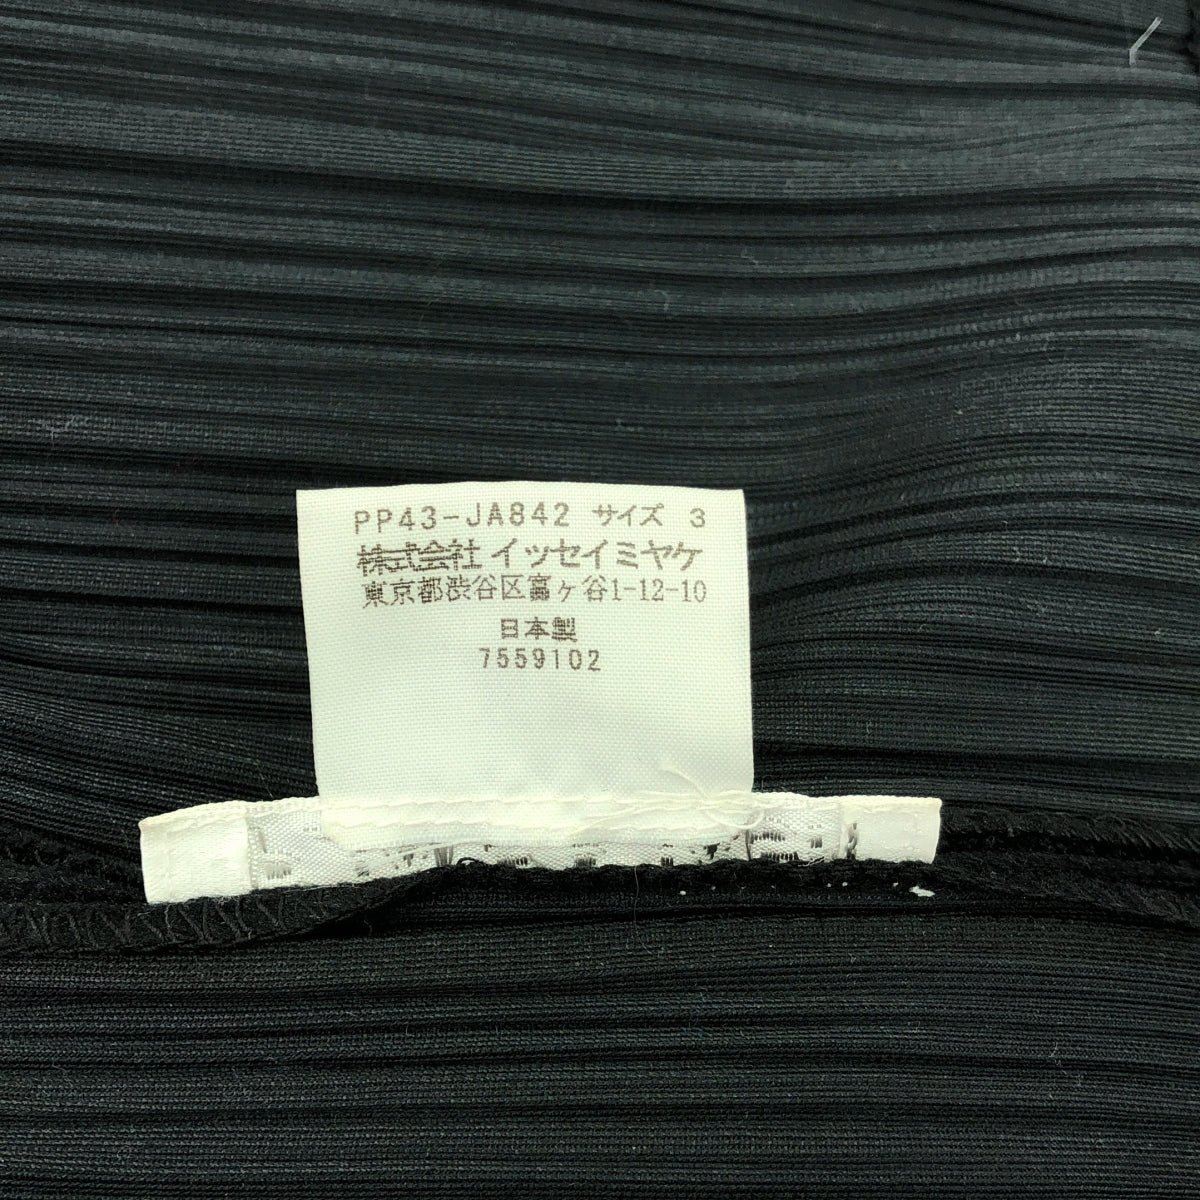 PP43-JA842 サイズ 3
株式会社 イッセイミヤケ
東京都渋谷区富ヶ谷1-12-10
日本製
7559102